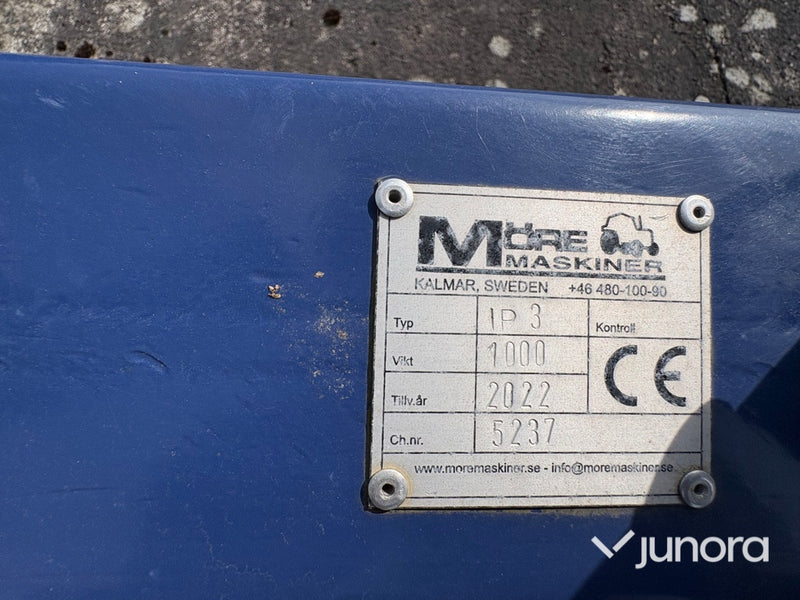 MÖRE
MASKINER
KALMAR, SWEDEN +46 480-100-90
Typ IP 3 Kontroll
Vikt 1000
Tillv.år 2022 CE
Ch.nr. 5237
www.moremaskiner.se - info@moremaskiner.se
junora